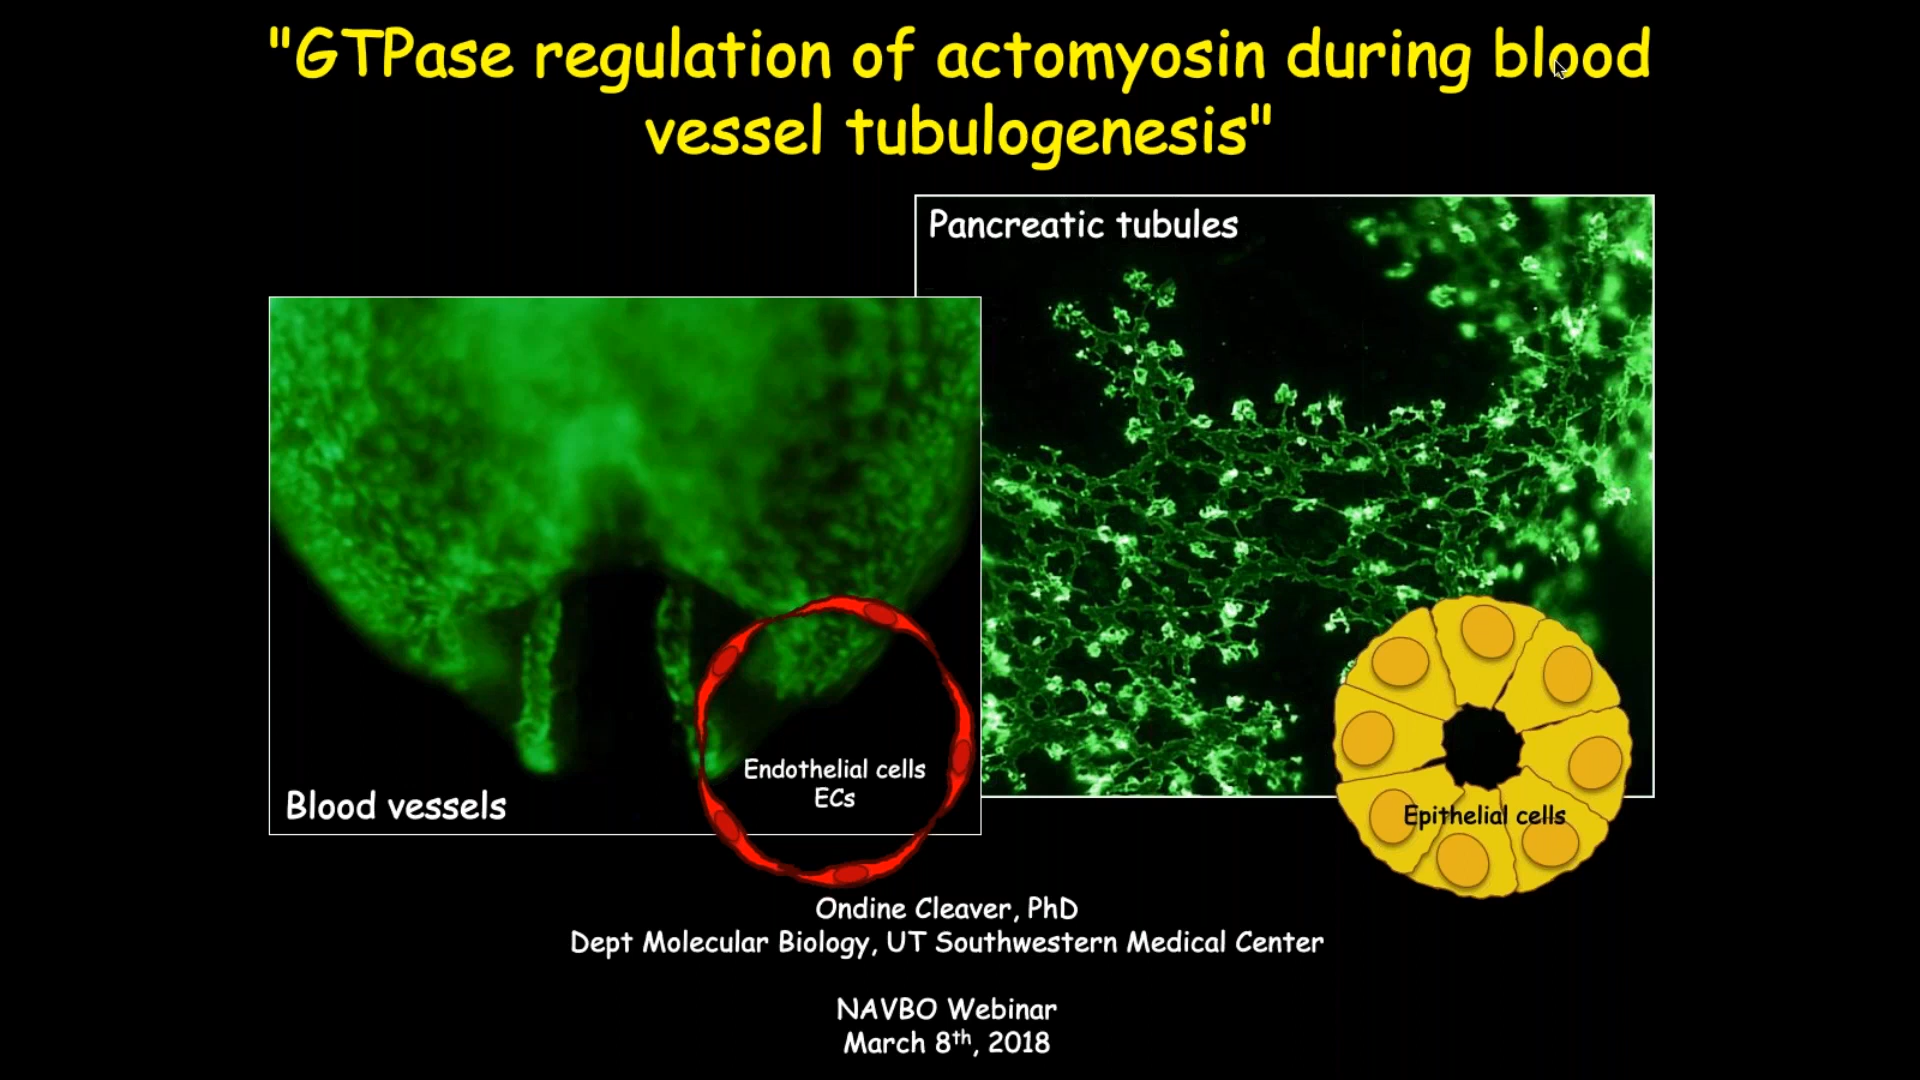 "GTPase regulation of actomyosin during blood
vessel tubulogenesis"
Pancreatic tubules
Blood vessels
Endothelial cells
ECs
Epithelial cells
Ondine Cleaver, PhD
Dept Molecular Biology, UT Southwestern Medical Center
NAVBO Webinar
March 8th, 2018